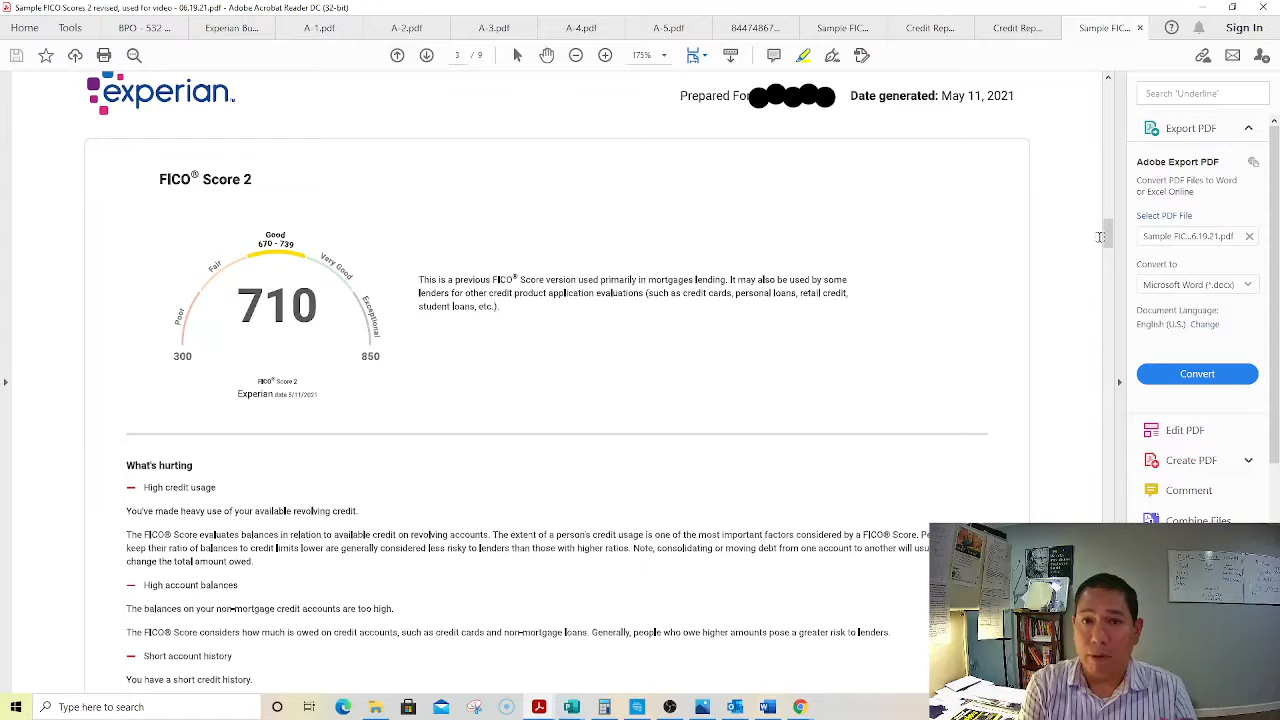 Sample FICO Scores 2 revised, used for video - 06.19.21.pdf - Adobe Acrobat Reader DC (32-bit)
Home Tools BPO - 532 ... Experian Bu... A-1.pdf A-2.pdf A-3.pdf A-4.pdf A-5.pdf 84474867... Sample FIC... Credit Rep... Credit Rep... Sample FIC... × Sign In
3 / 9 175%
experian.
Prepared For Date generated: May 11, 2021
FICO® Score 2
Good
670 - 739
Fair
Very Good
Poor
Exceptional
710
300 850
FICO® Score 2
Experian data 5/11/2021
This is a previous FICO® Score version used primarily in mortgages lending. It may also be used by some
lenders for other credit product application evaluations (such as credit cards, personal loans, retail credit,
student loans, etc.).
What's hurting
High credit usage
You've made heavy use of your available revolving credit.
The FICO® Score evaluates balances in relation to available credit on revolving accounts. The extent of a person's credit usage is one of the most important factors considered by a FICO® Score. Pe
keep their ratio of balances to credit limits lower are generally considered less risky to lenders than those with higher ratios. Note, consolidating or moving debt from one account to another will usu
change the total amount owed.
High account balances
The balances on your non-mortgage credit accounts are too high.
The FICO® Score considers how much is owed on credit accounts, such as credit cards and non-mortgage loans. Generally, people who owe higher amounts pose a greater risk to lenders.
Short account history
You have a short credit history.
Search 'Underline'
Export PDF
Adobe Export PDF
Convert PDF Files to Word
or Excel Online
Select PDF File
Sample FIC...6.19.21.pdf
Convert to
Microsoft Word (*.docx)
Document Language:
English (U.S.) Change
Convert
Edit PDF
Create PDF
Comment
Combine Files
Type here to search